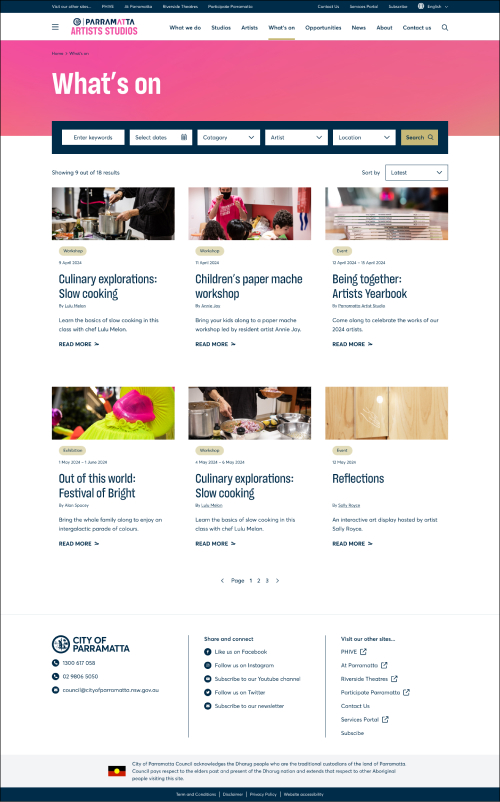 Visit our other sites... PHIVE At Parramatta Riverside Theatres Participate Parramatta Contact Us Services Portal Subscribe English
PARRAMATTA
ARTISTS STUDIOS
What we do Studios Artists What's on Opportunities News About Contact us
Home / What's on
What's on
Enter keywords Select dates Category Artist Location Search
Showing 9 out of 18 results Sort by Latest
Workshop
9 April 2024
Culinary explorations:
Slow cooking
By Lulu Melon
Learn the basics of slow cooking in this
class with chef Lulu Melon.
READ MORE >
Workshop
11 April 2024
Children's paper mache
workshop
By Annie Jay
Bring your kids along to a paper mache
workshop led by resident artist Annie Jay.
READ MORE >
Event
12 April 2024 – 15 April 2024
Being together:
Artists Yearbook
By Parramatta Artist Studio
Come along to celebrate the works of our
2024 artists.
READ MORE >
Exhibition
1 May 2024 – 1 June 2024
Out of this world:
Festival of Bright
By Alan Spacey
Bring the whole family along to enjoy an
intergalactic parade of colours.
READ MORE >
Workshop
4 May 2024 – 6 May 2024
Culinary explorations:
Slow cooking
By Lulu Melon
Learn the basics of slow cooking in this
class with chef Lulu Melon.
READ MORE >
Event
12 May 2024
Reflections
By Sally Royce
An interactive art display hosted by artist
Sally Royce.
READ MORE >
< Page 1 2 3 >
CITY OF
PARRAMATTA
1300 617 058
02 9806 5050
council@cityofparramatta.nsw.gov.au
Share and connect
Like us on Facebook
Follow us on Instagram
Subscribe to our Youtube channel
Follow us on Twitter
Subscribe to our newsletter
Visit our other sites...
PHIVE
At Parramatta
Riverside Theatres
Participate Parramatta
Contact Us
Services Portal
Subscibe
City of Parramatta Council acknowledges the Dharug people who are the traditional custodians of the land of Parramatta.
Council pays respect to the elders past and present of the Dharug nation and extends that respect to other Aboriginal
people visiting this site.
Term and Conditions | Disclaimer | Privacy Policy | Website accessability